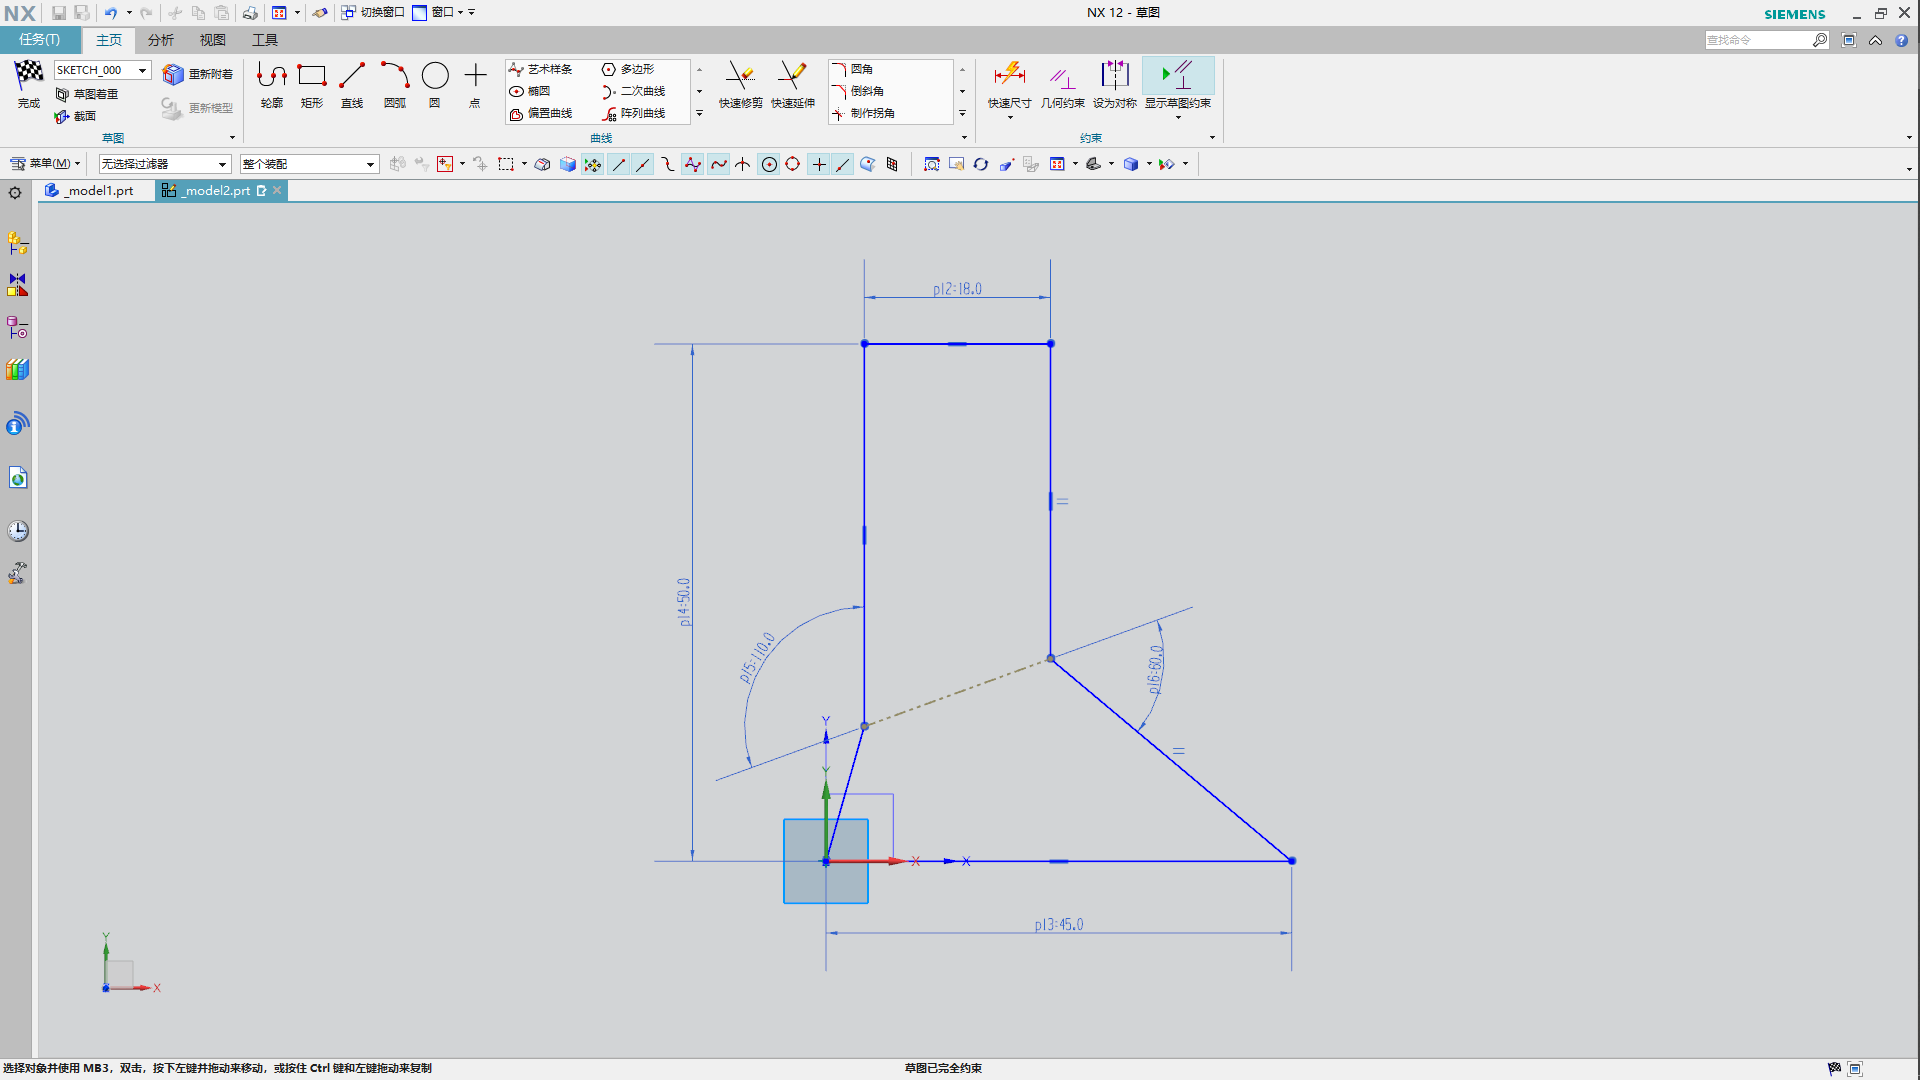 NX
切换窗口
窗口
NX 12 - 草图
SIEMENS
任务(T)
主页
分析
视图
工具
查找命令
完成
SKETCH_000
草图着重
截面
重新附着
更新模型
草图
轮廓
矩形
直线
圆弧
圆
点
艺术样条
椭圆
偏置曲线
多边形
二次曲线
阵列曲线
曲线
快速修剪
快速延伸
圆角
倒斜角
制作拐角
快速尺寸
几何约束
设为对称
显示草图约束
约束
菜单(M)
无选择过滤器
整个装配
_model1.prt
_model2.prt
p12=18.0
p14=50.0
p15=110.0
p16=60.0
Y
Y
X
X
p13=45.0
Y
X
选择对象并使用 MB3，双击，按下左键并拖动来移动，或按住 Ctrl 键和左键拖动来复制
草图已完全约束